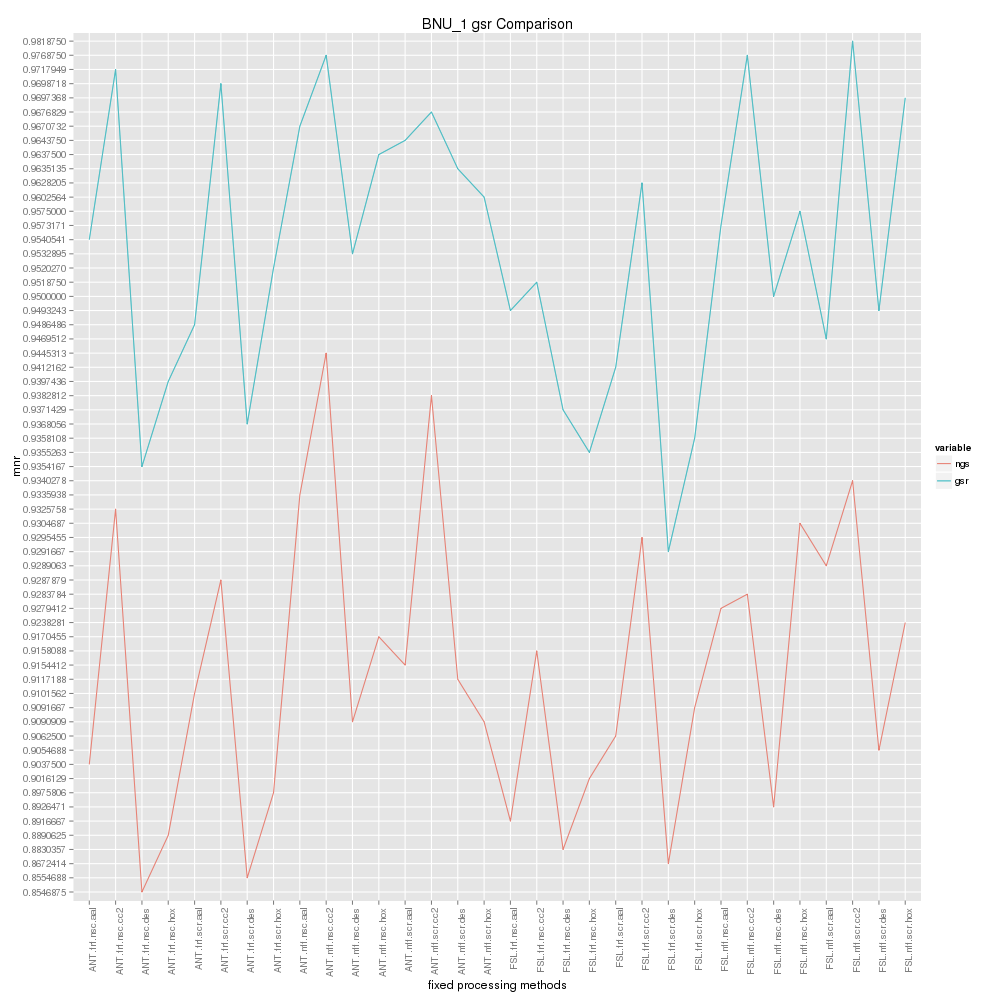 BNU_1 gsr Comparison
0.9818750
0.9768750
0.9717949
0.9698718
0.9697368
0.9676829
0.9670732
0.9643750
0.9637500
0.9635135
0.9628205
0.9602564
0.9575000
0.9573171
0.9540541
0.9532895
0.9520270
0.9518750
0.9500000
0.9493243
0.9486486
0.9469512
0.9445313
0.9412162
0.9397436
0.9382812
0.9371429
0.9368056
0.9358108
0.9355263
0.9354167
0.9340278
0.9335938
0.9325758
0.9304687
0.9295455
0.9291667
0.9289063
0.9287879
0.9283784
0.9279412
0.9238281
0.9170455
0.9158088
0.9154412
0.9117188
0.9101562
0.9091667
0.9090909
0.9062500
0.9054688
0.9037500
0.9016129
0.8975806
0.8926471
0.8916667
0.8890625
0.8830357
0.8672414
0.8554688
0.8546875
mnr
ANT.frf.nsc.aal
ANT.frf.nsc.cc2
ANT.frf.nsc.des
ANT.frf.nsc.hox
ANT.frf.scr.aal
ANT.frf.scr.cc2
ANT.frf.scr.des
ANT.frf.scr.hox
ANT.nff.nsc.aal
ANT.nff.nsc.cc2
ANT.nff.nsc.des
ANT.nff.nsc.hox
ANT.nff.scr.aal
ANT.nff.scr.cc2
ANT.nff.scr.des
ANT.nff.scr.hox
FSL.frf.nsc.aal
FSL.frf.nsc.cc2
FSL.frf.nsc.des
FSL.frf.nsc.hox
FSL.frf.scr.aal
FSL.frf.scr.cc2
FSL.frf.scr.des
FSL.frf.scr.hox
FSL.nff.nsc.aal
FSL.nff.nsc.cc2
FSL.nff.nsc.des
FSL.nff.nsc.hox
FSL.nff.scr.aal
FSL.nff.scr.cc2
FSL.nff.scr.des
FSL.nff.scr.hox
fixed processing methods
variable
ngs
gsr